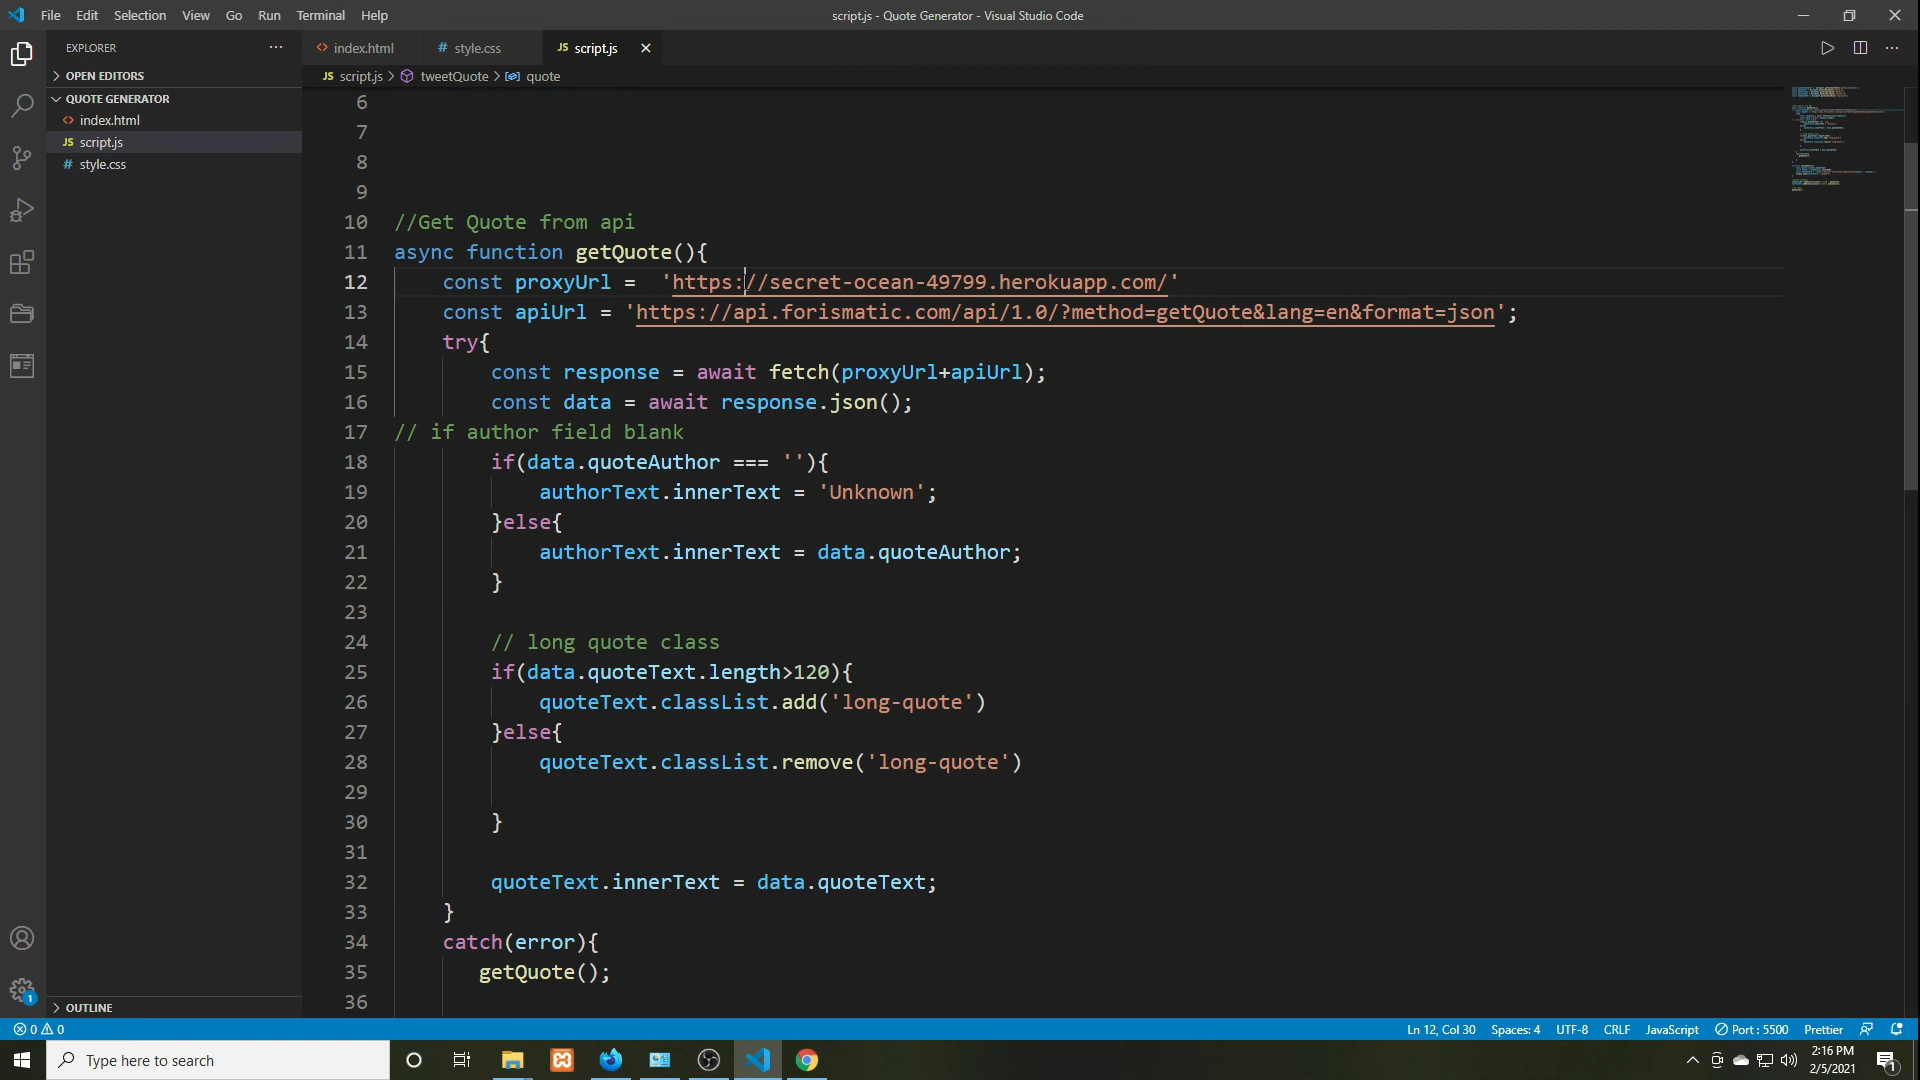 File Edit Selection View Go Run Terminal Help
script.js - Quote Generator - Visual Studio Code
EXPLORER
index.html
style.css
JS script.js
OPEN EDITORS
JS script.js > tweetQuote > quote
QUOTE GENERATOR
index.html
JS script.js
# style.css
6
7
8
9
10 //Get Quote from api
11 async function getQuote(){
12 const proxyUrl =  'https://secret-ocean-49799.herokuapp.com/'
13 const apiUrl = 'https://api.forismatic.com/api/1.0/?method=getQuote&lang=en&format=json';
14 try{
15 const response = await fetch(proxyUrl+apiUrl);
16 const data = await response.json();
17 // if author field blank
18 if(data.quoteAuthor === ''){
19 authorText.innerText = 'Unknown';
20 }else{
21 authorText.innerText = data.quoteAuthor;
22 }
23
24 // long quote class
25 if(data.quoteText.length>120){
26 quoteText.classList.add('long-quote')
27 }else{
28 quoteText.classList.remove('long-quote')
29
30 }
31
32 quoteText.innerText = data.quoteText;
33 }
34 catch(error){
35 getQuote();
36
OUTLINE
1
0 0
Ln 12, Col 30 Spaces: 4 UTF-8 CRLF JavaScript Port : 5500 Prettier
Type here to search
2:16 PM
2/5/2021
1